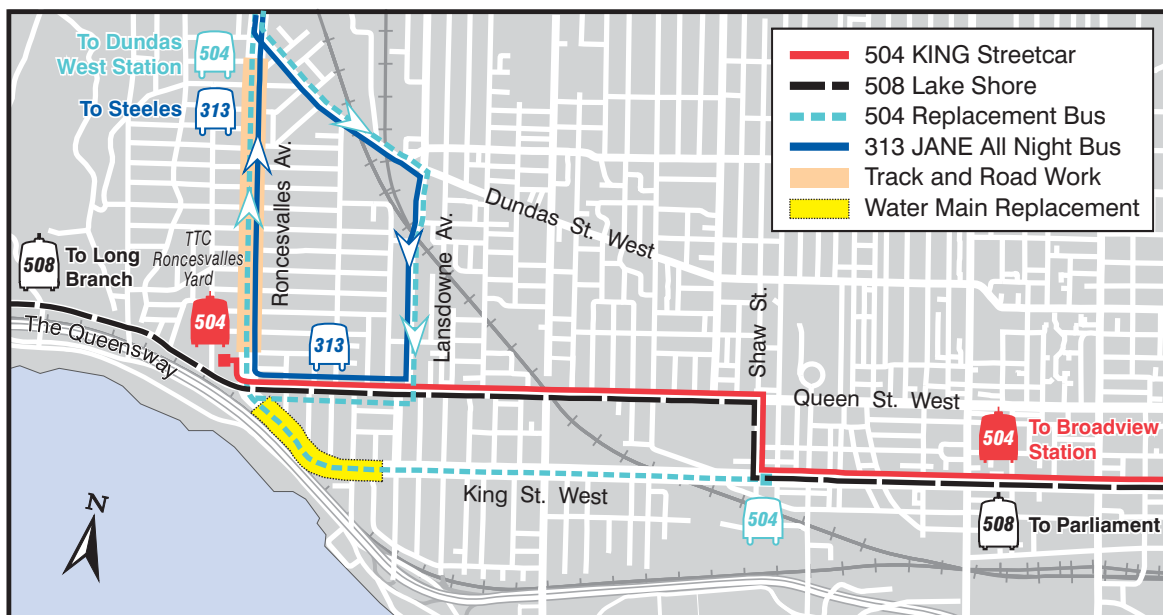 To Dundas
West Station
504
To Steeles
313
504 KING Streetcar
508 Lake Shore
504 Replacement Bus
313 JANE All Night Bus
Track and Road Work
Water Main Replacement
Roncesvalles Av.
Dundas St. West
Lansdowne Av.
TTC
Roncesvalles
Yard
508
To Long
Branch
504
313
The Queensway
Shaw St.
Queen St. West
504
To Broadview
Station
King St. West
504
508
To Parliament
N